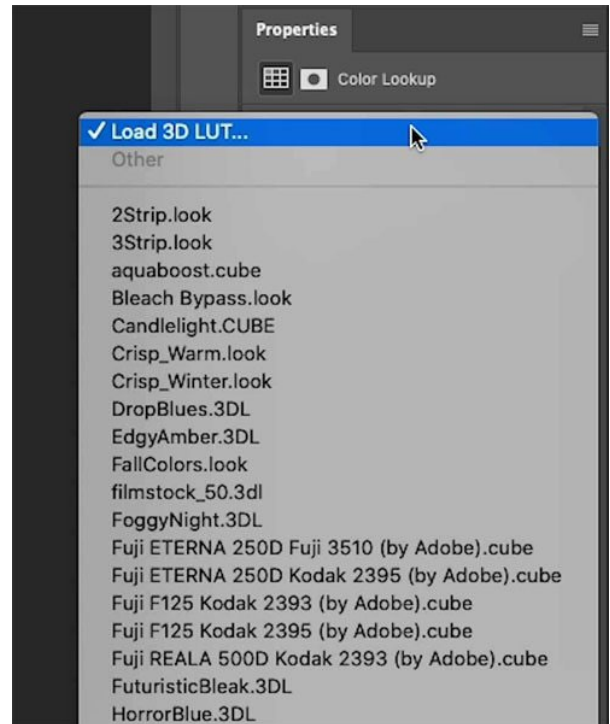 Properties
Color Lookup
✓ Load 3D LUT...
Other
2Strip.look
3Strip.look
aquaboost.cube
Bleach Bypass.look
Candlelight.CUBE
Crisp_Warm.look
Crisp_Winter.look
DropBlues.3DL
EdgyAmber.3DL
FallColors.look
filmstock_50.3dl
FoggyNight.3DL
Fuji ETERNA 250D Fuji 3510 (by Adobe).cube
Fuji ETERNA 250D Kodak 2395 (by Adobe).cube
Fuji F125 Kodak 2393 (by Adobe).cube
Fuji F125 Kodak 2395 (by Adobe).cube
Fuji REALA 500D Kodak 2393 (by Adobe).cube
FuturisticBleak.3DL
HorrorBlue.3DL